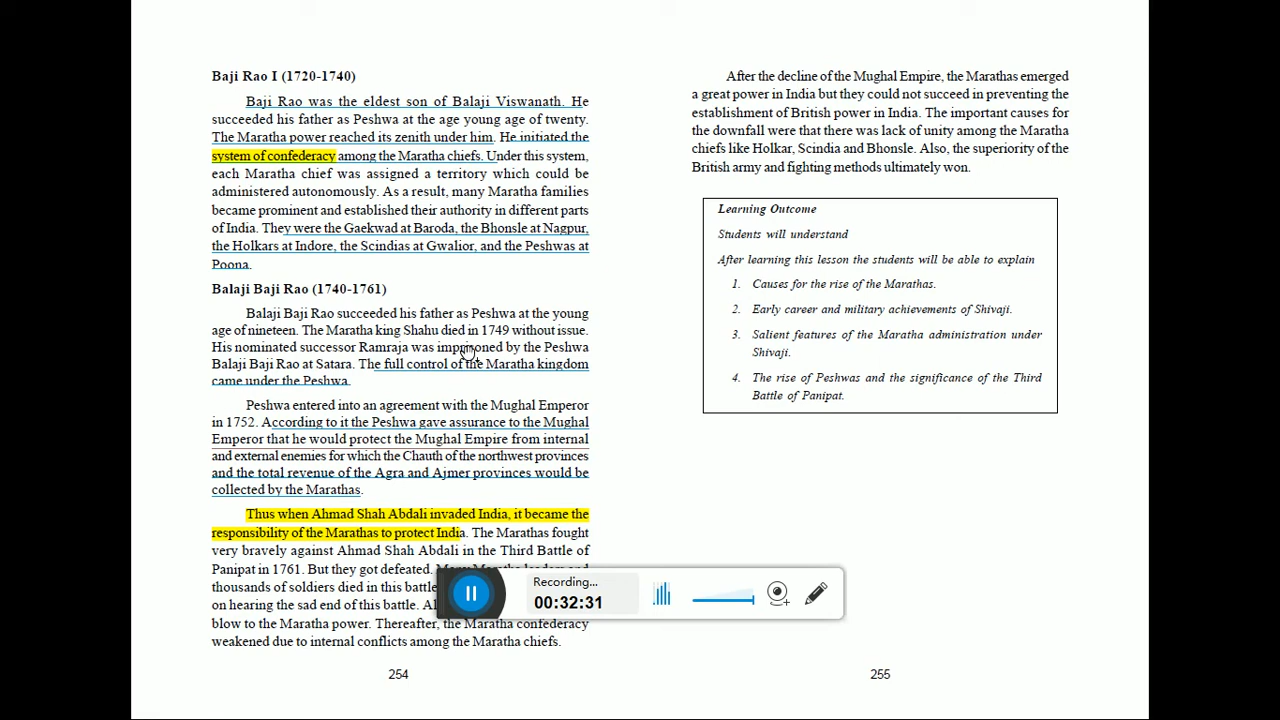 Baji Rao I (1720-1740)
Baji Rao was the eldest son of Balaji Viswanath. He
succeeded his father as Peshwa at the age young age of twenty.
The Maratha power reached its zenith under him. He initiated the
system of confederacy among the Maratha chiefs. Under this system,
each Maratha chief was assigned a territory which could be
administered autonomously. As a result, many Maratha families
became prominent and established their authority in different parts
of India. They were the Gaekwad at Baroda, the Bhonsle at Nagpur,
the Holkars at Indore, the Scindias at Gwalior, and the Peshwas at
Poona.
Balaji Baji Rao (1740-1761)
Balaji Baji Rao succeeded his father as Peshwa at the young
age of nineteen. The Maratha king Shahu died in 1749 without issue.
His nominated successor Ramraja was imprisoned by the Peshwa
Balaji Baji Rao at Satara. The full control of the Maratha kingdom
came under the Peshwa.
Peshwa entered into an agreement with the Mughal Emperor
in 1752. According to it the Peshwa gave assurance to the Mughal
Emperor that he would protect the Mughal Empire from internal
and external enemies for which the Chauth of the northwest provinces
and the total revenue of the Agra and Ajmer provinces would be
collected by the Marathas.
Thus when Ahmad Shah Abdali invaded India, it became the
responsibility of the Marathas to protect India. The Marathas fought
very bravely against Ahmad Shah Abdali in the Third Battle of
Panipat in 1761. But they got defeated.
thousands of soldiers died in this battle
on hearing the sad end of this battle.
blow to the Maratha power. Thereafter, the Maratha confederacy
weakened due to internal conflicts among the Maratha chiefs.
254
After the decline of the Mughal Empire, the Marathas emerged
a great power in India but they could not succeed in preventing the
establishment of British power in India. The important causes for
the downfall were that there was lack of unity among the Maratha
chiefs like Holkar, Scindia and Bhonsle. Also, the superiority of the
British army and fighting methods ultimately won.
Learning Outcome
Students will understand
After learning this lesson the students will be able to explain
1. Causes for the rise of the Marathas.
2. Early career and military achievements of Shivaji.
3. Salient features of the Maratha administration under
Shivaji.
4. The rise of Peshwas and the significance of the Third
Battle of Panipat.
255
Recording...
00:32:31